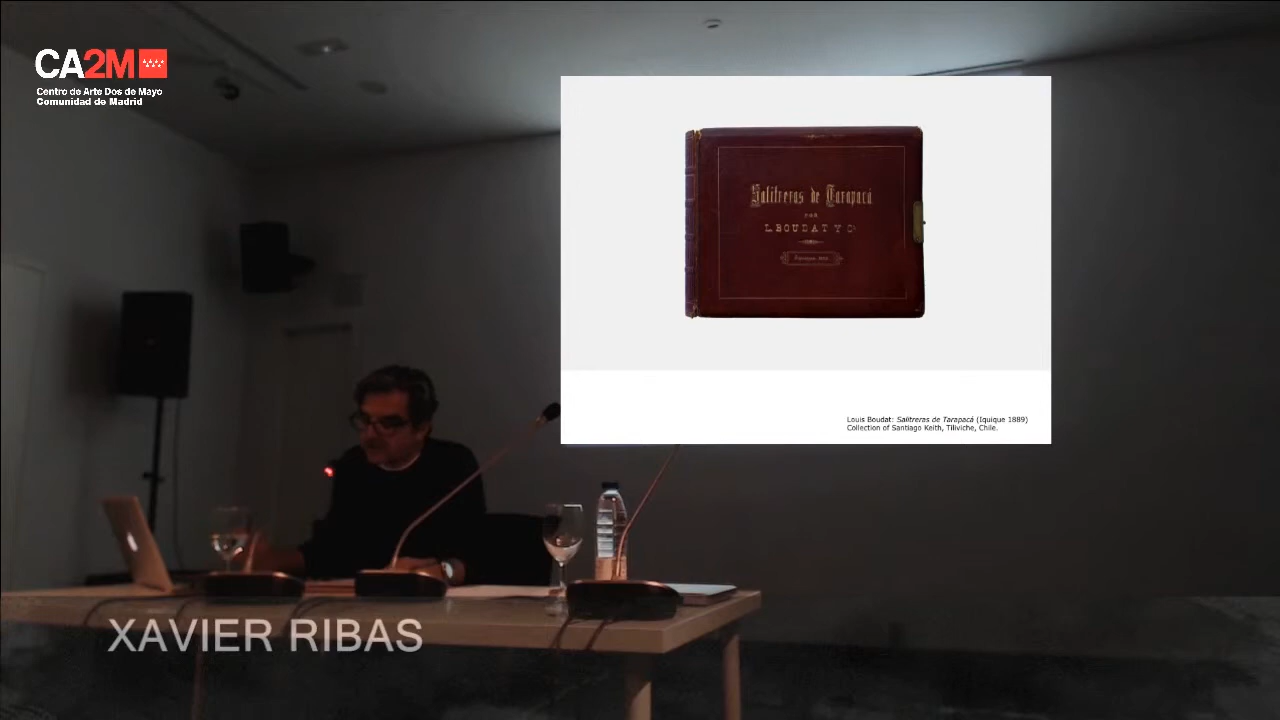 CA2M
Centro de Arte Dos de Mayo
Comunidad de Madrid
Salitreras de Tarapacá
POR
L. BOUDAT Y Cª
Louis Boudat: Salitreras de Tarapacá (Iquique 1889)
Collection of Santiago Keith, Tiliviche, Chile.
XAVIER RIBAS